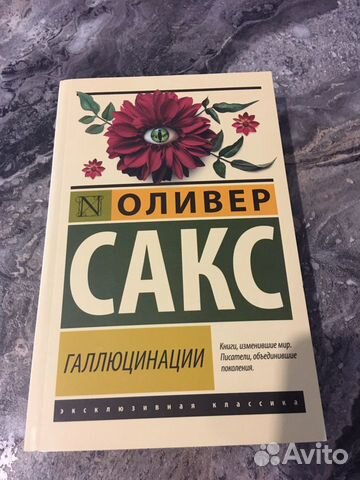 N ОЛИВЕР
САКС
ГАЛЛЮЦИНАЦИИ
Книги, изменившие мир.
Писатели, объединившие
поколения.
эксклюзивная классика
Avito